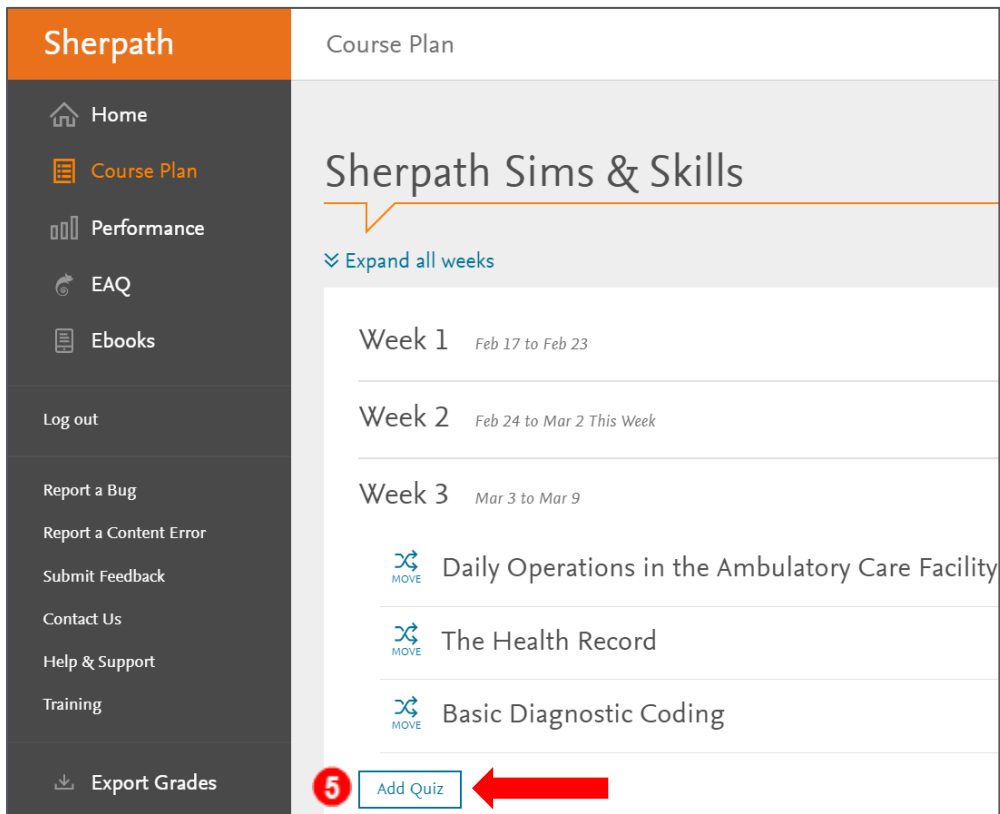 Sherpath
Course Plan
Home
Course Plan
Performance
EAQ
Ebooks
Log out
Report a Bug
Report a Content Error
Submit Feedback
Contact Us
Help & Support
Training
Export Grades
Sherpath Sims & Skills
Expand all weeks
Week 1 Feb 17 to Feb 23
Week 2 Feb 24 to Mar 2 This Week
Week 3 Mar 3 to Mar 9
MOVE Daily Operations in the Ambulatory Care Facility
MOVE The Health Record
MOVE Basic Diagnostic Coding
5 Add Quiz